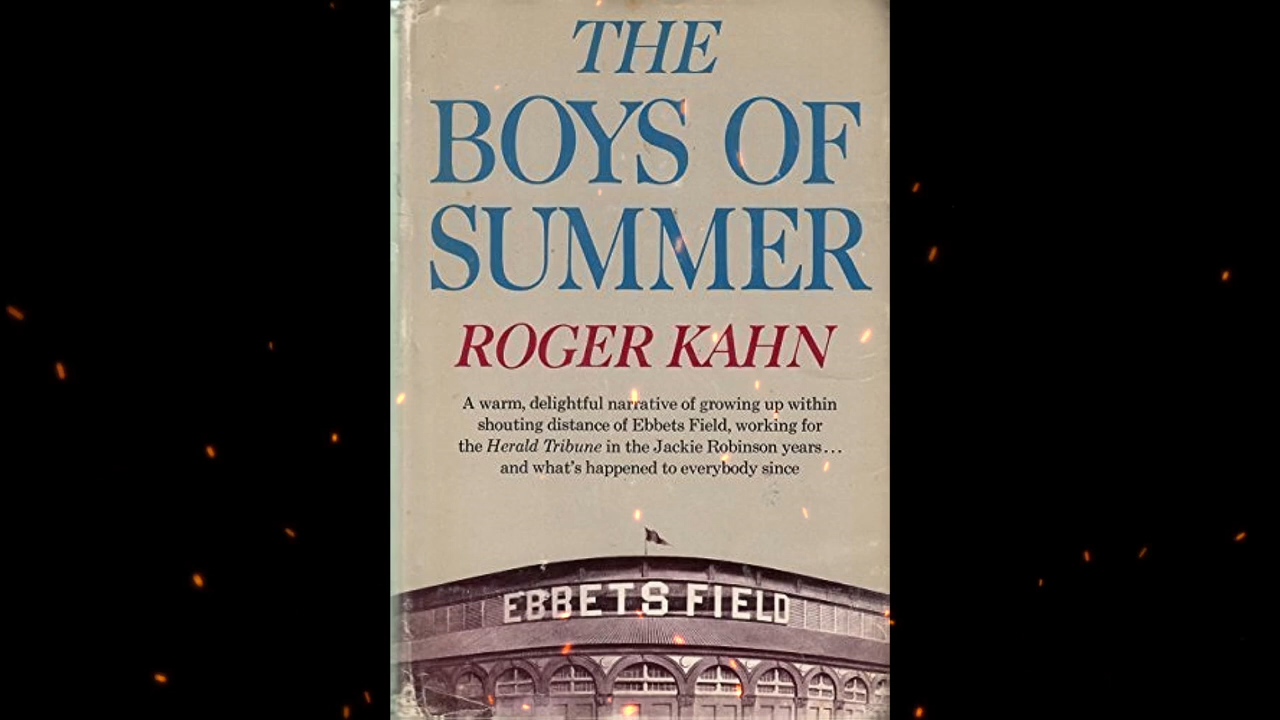 THE
BOYS OF
SUMMER
ROGER KAHN
A warm, delightful narrative of growing up within
shouting distance of Ebbets Field, working for
the Herald Tribune in the Jackie Robinson years...
and what's happened to everybody since
EBBETS FIELD